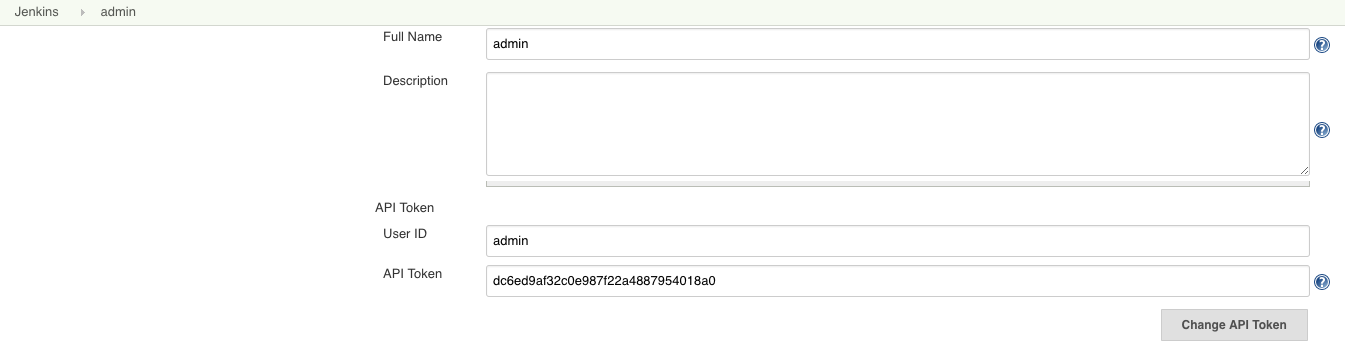 Jenkins admin
Full Name admin
Description
API Token
User ID admin
API Token dc6ed9af32c0e987f22a4887954018a0
Change API Token